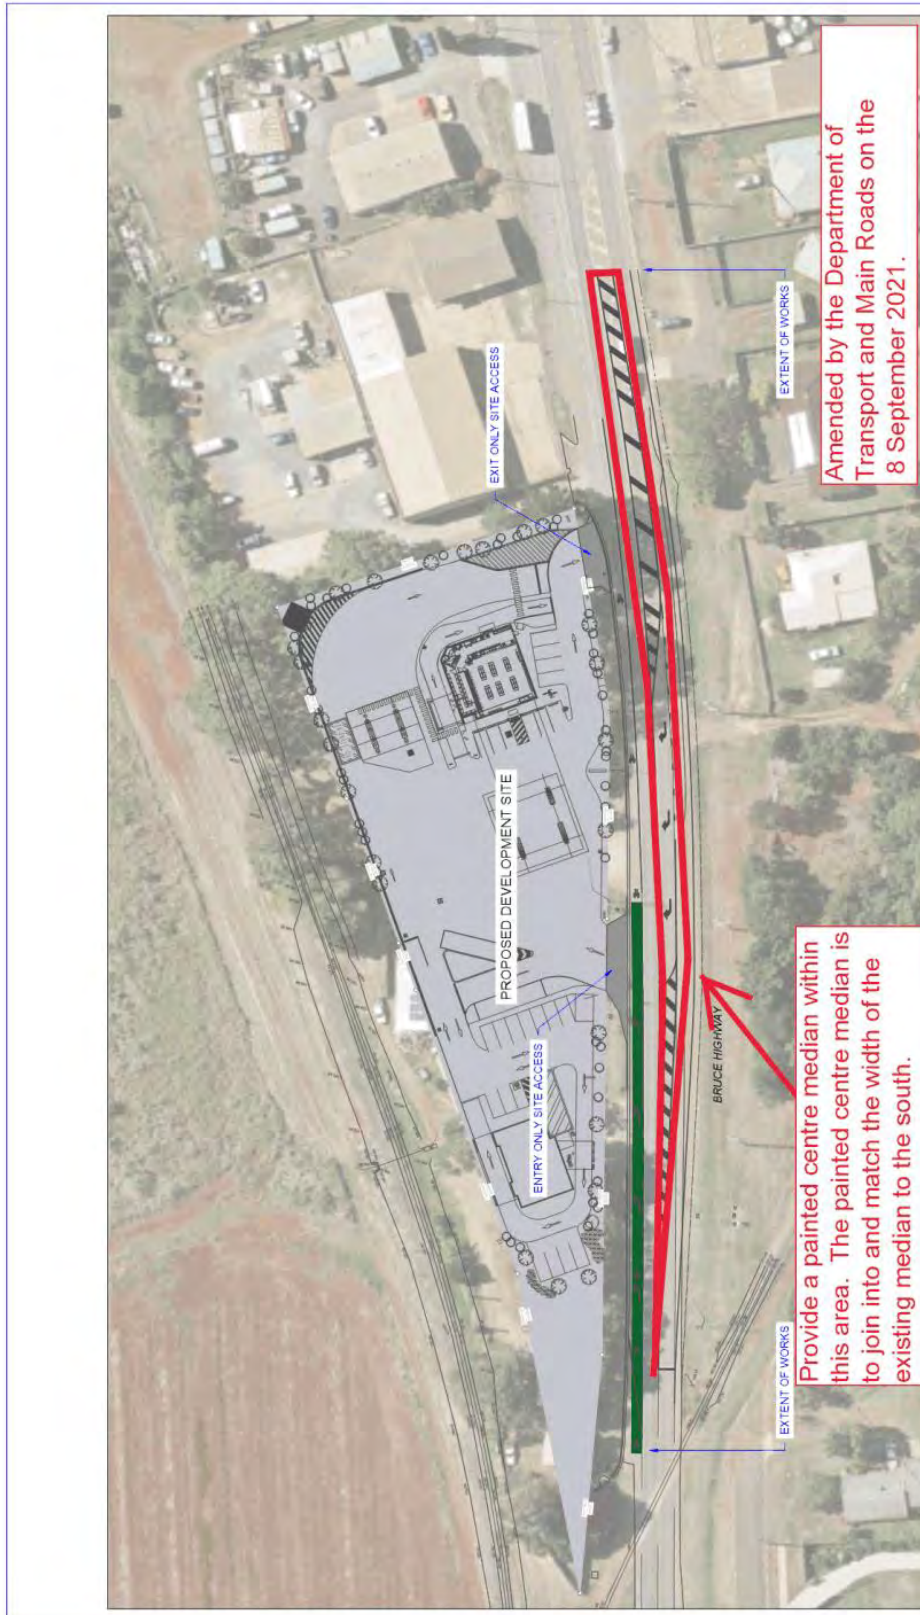 Amended by the Department of
Transport and Main Roads on the
8 September 2021.
EXIT ONLY SITE ACCESS
EXTENT OF WORKS
PROPOSED DEVELOPMENT SITE
ENTRY ONLY SITE ACCESS
BRUCE HIGHWAY
EXTENT OF WORKS
Provide a painted centre median within
this area. The painted centre median is
to join into and match the width of the
existing median to the south.